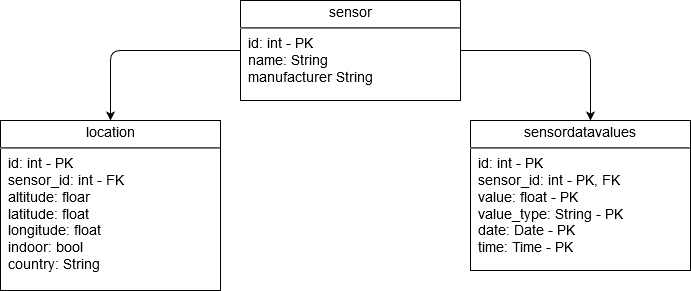 sensor
id: int - PK
name: String
manufacturer String
location
id: int - PK
sensor_id: int - FK
altitude: floar
latitude: float
longitude: float
indoor: bool
country: String
sensordatavalues
id: int - PK
sensor_id: int - PK, FK
value: float - PK
value_type: String - PK
date: Date - PK
time: Time - PK